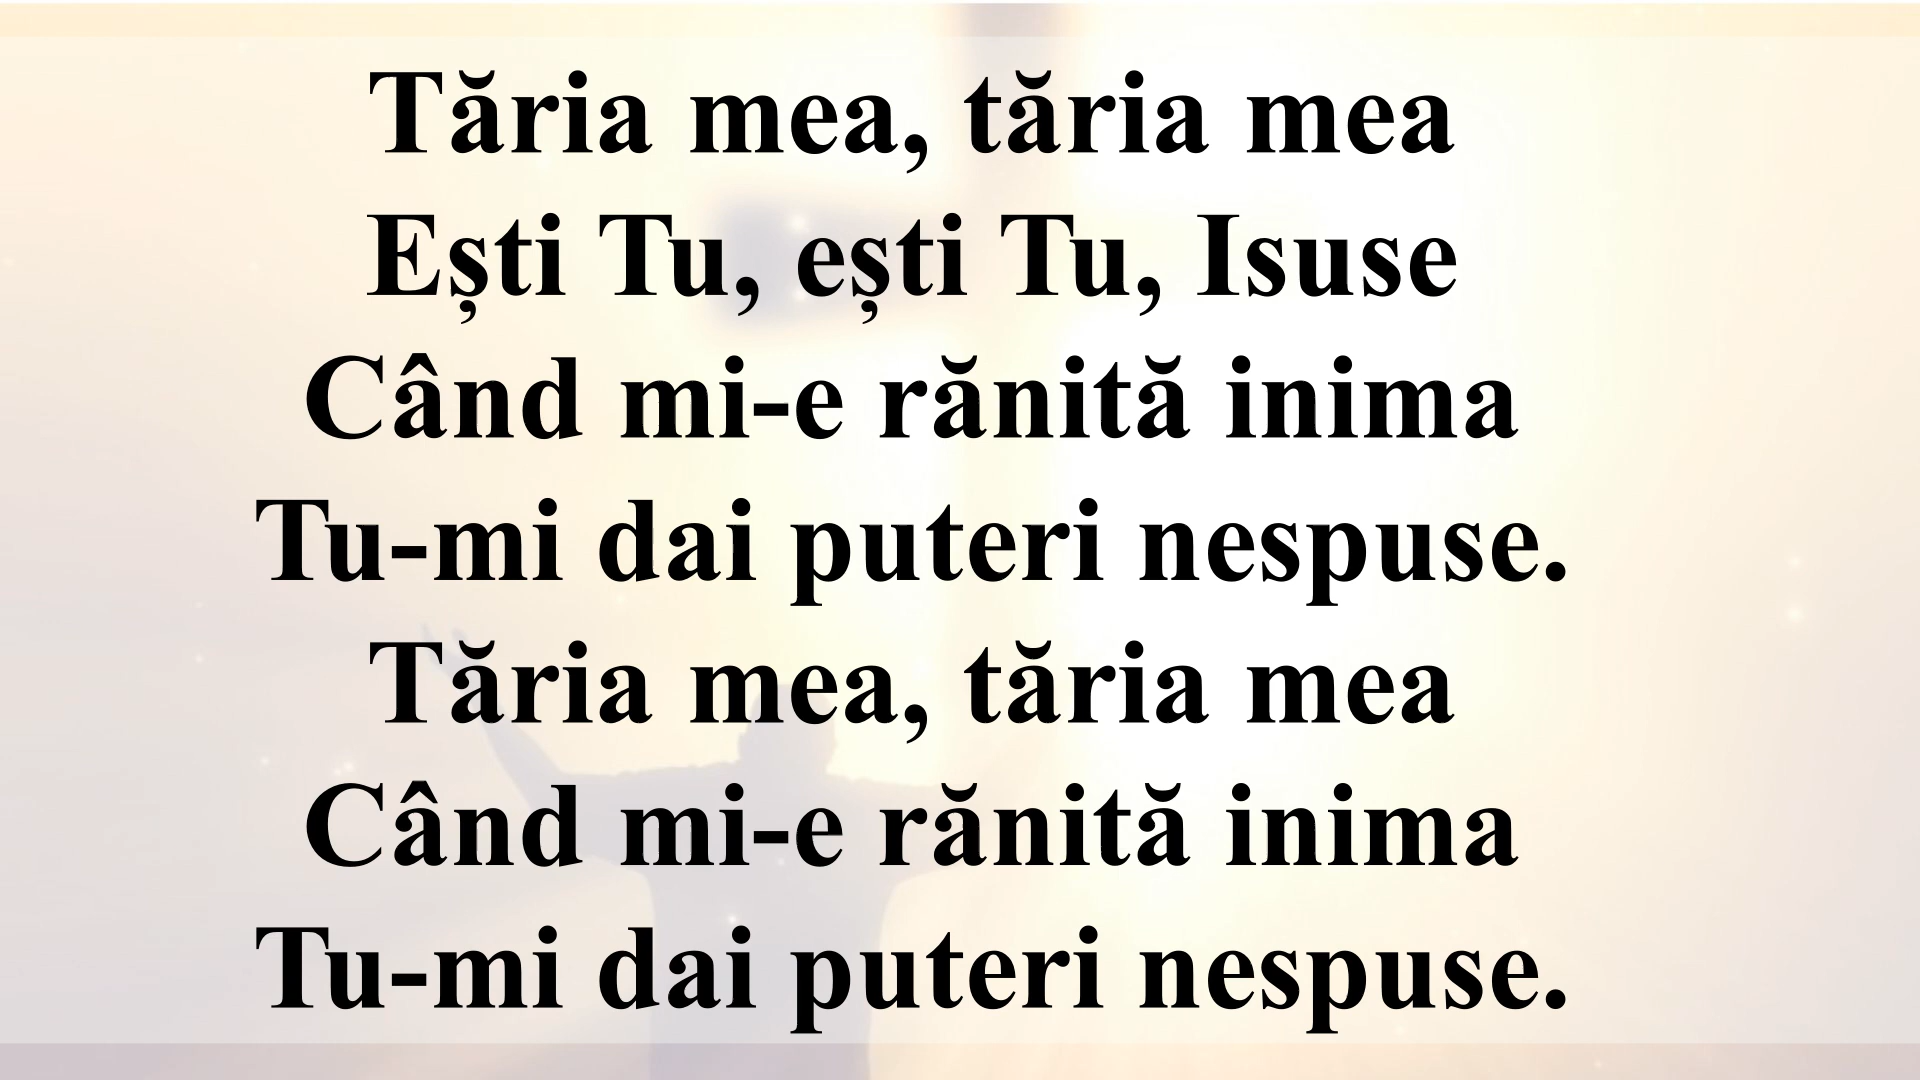 Tăria mea, tăria mea
Ești Tu, ești Tu, Isuse
Când mi-e rănită inima
Tu-mi dai puteri nespuse.
Tăria mea, tăria mea
Când mi-e rănită inima
Tu-mi dai puteri nespuse.